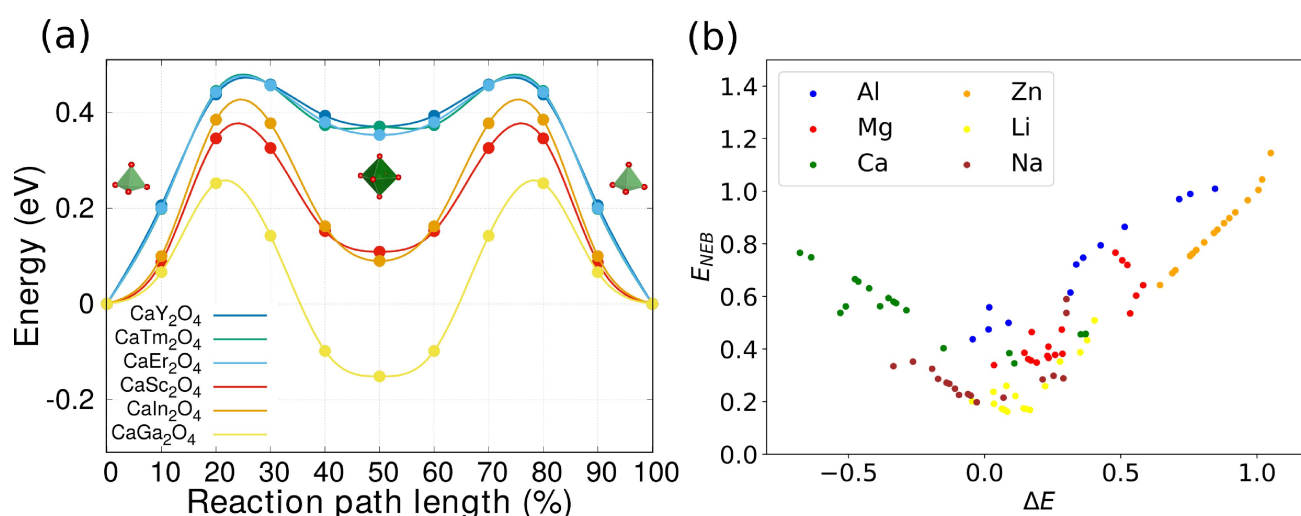 (a)
Energy (eV)
0.4
0.2
0
-0.2
CaY₂O₄
CaTm₂O₄
CaEr₂O₄
CaSc₂O₄
CaIn₂O₄
CaGa₂O₄
0 10 20 30 40 50 60 70 80 90 100
Reaction path length (%)
(b)
E_NEB
1.4
1.2
1.0
0.8
0.6
0.4
0.2
0.0
Al Zn
Mg Li
Ca Na
−0.5 0.0 0.5 1.0
ΔE